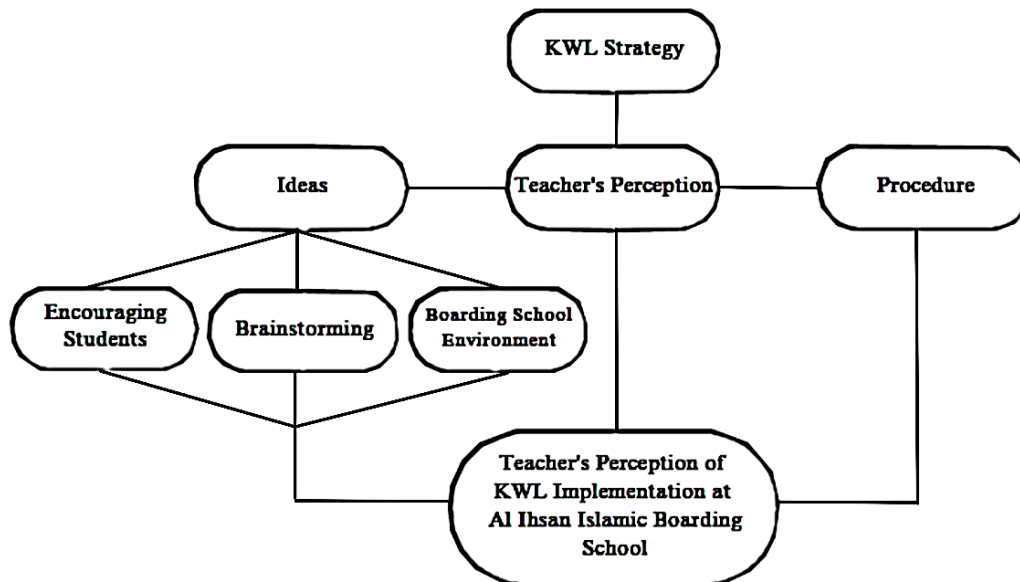 KWL Strategy
Ideas
Teacher's Perception
Procedure
Encouraging
Students
Brainstorming
Boarding School
Environment
Teacher's Perception of
KWL Implementation at
Al Ihsan Islamic Boarding
School